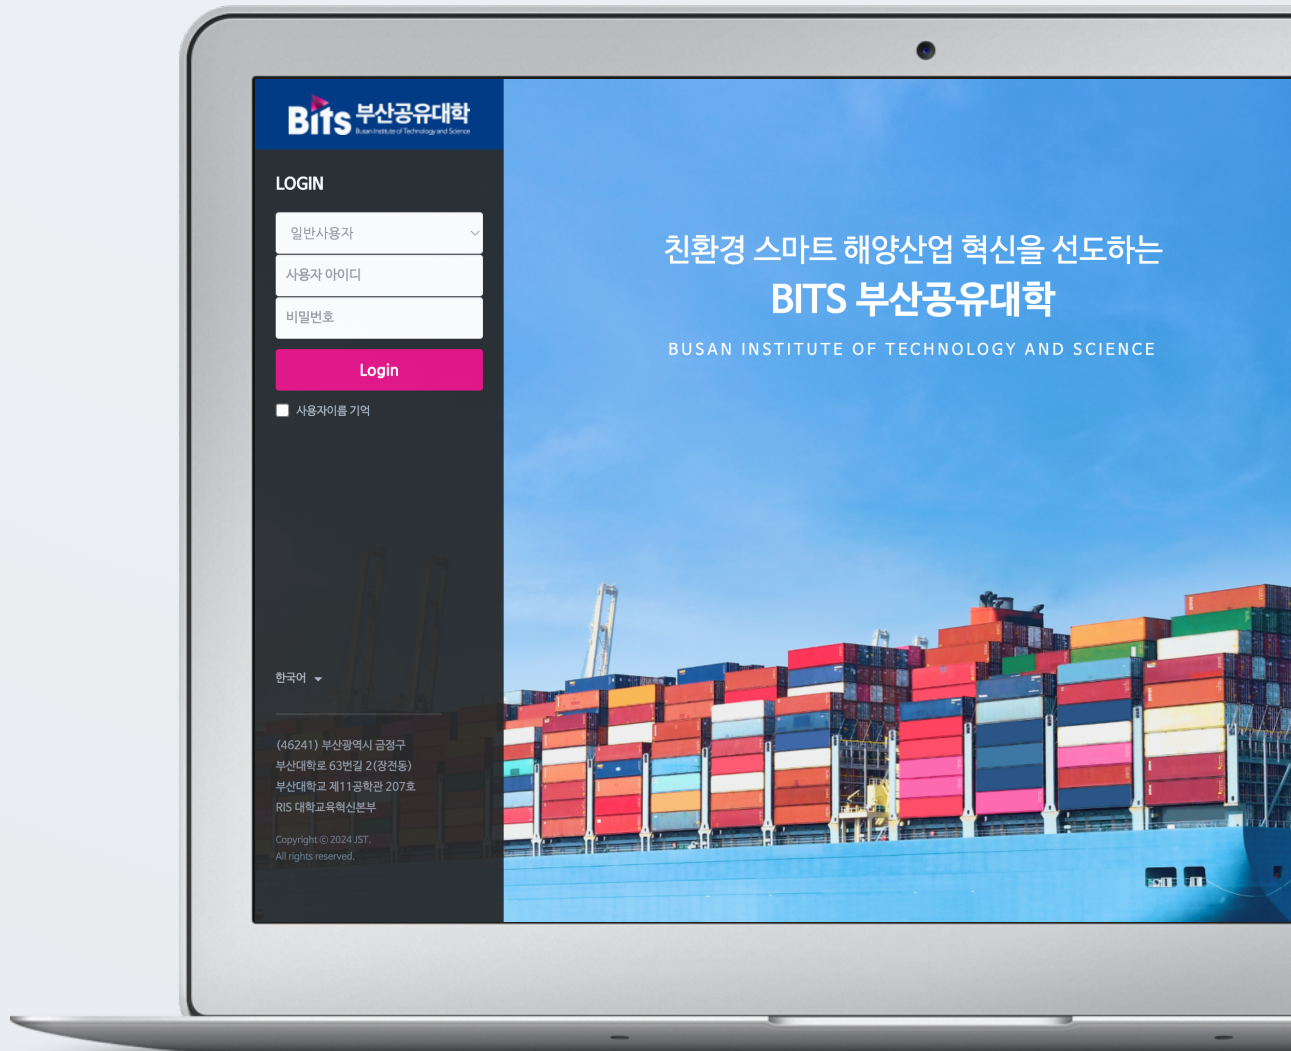 Bits 부산공유대학
Busan Institute of Technology and Science
LOGIN
일반사용자
사용자 아이디
비밀번호
Login
사용자이름 기억
한국어
(46241) 부산광역시 금정구
부산대학로 63번길 2(장전동)
부산대학교 제11공학관 207호
RIS 대학교육혁신본부
Copyright © 2024 JST.
All rights reserved.
친환경 스마트 해양산업 혁신을 선도하는
BITS 부산공유대학
BUSAN INSTITUTE OF TECHNOLOGY AND SCIENCE